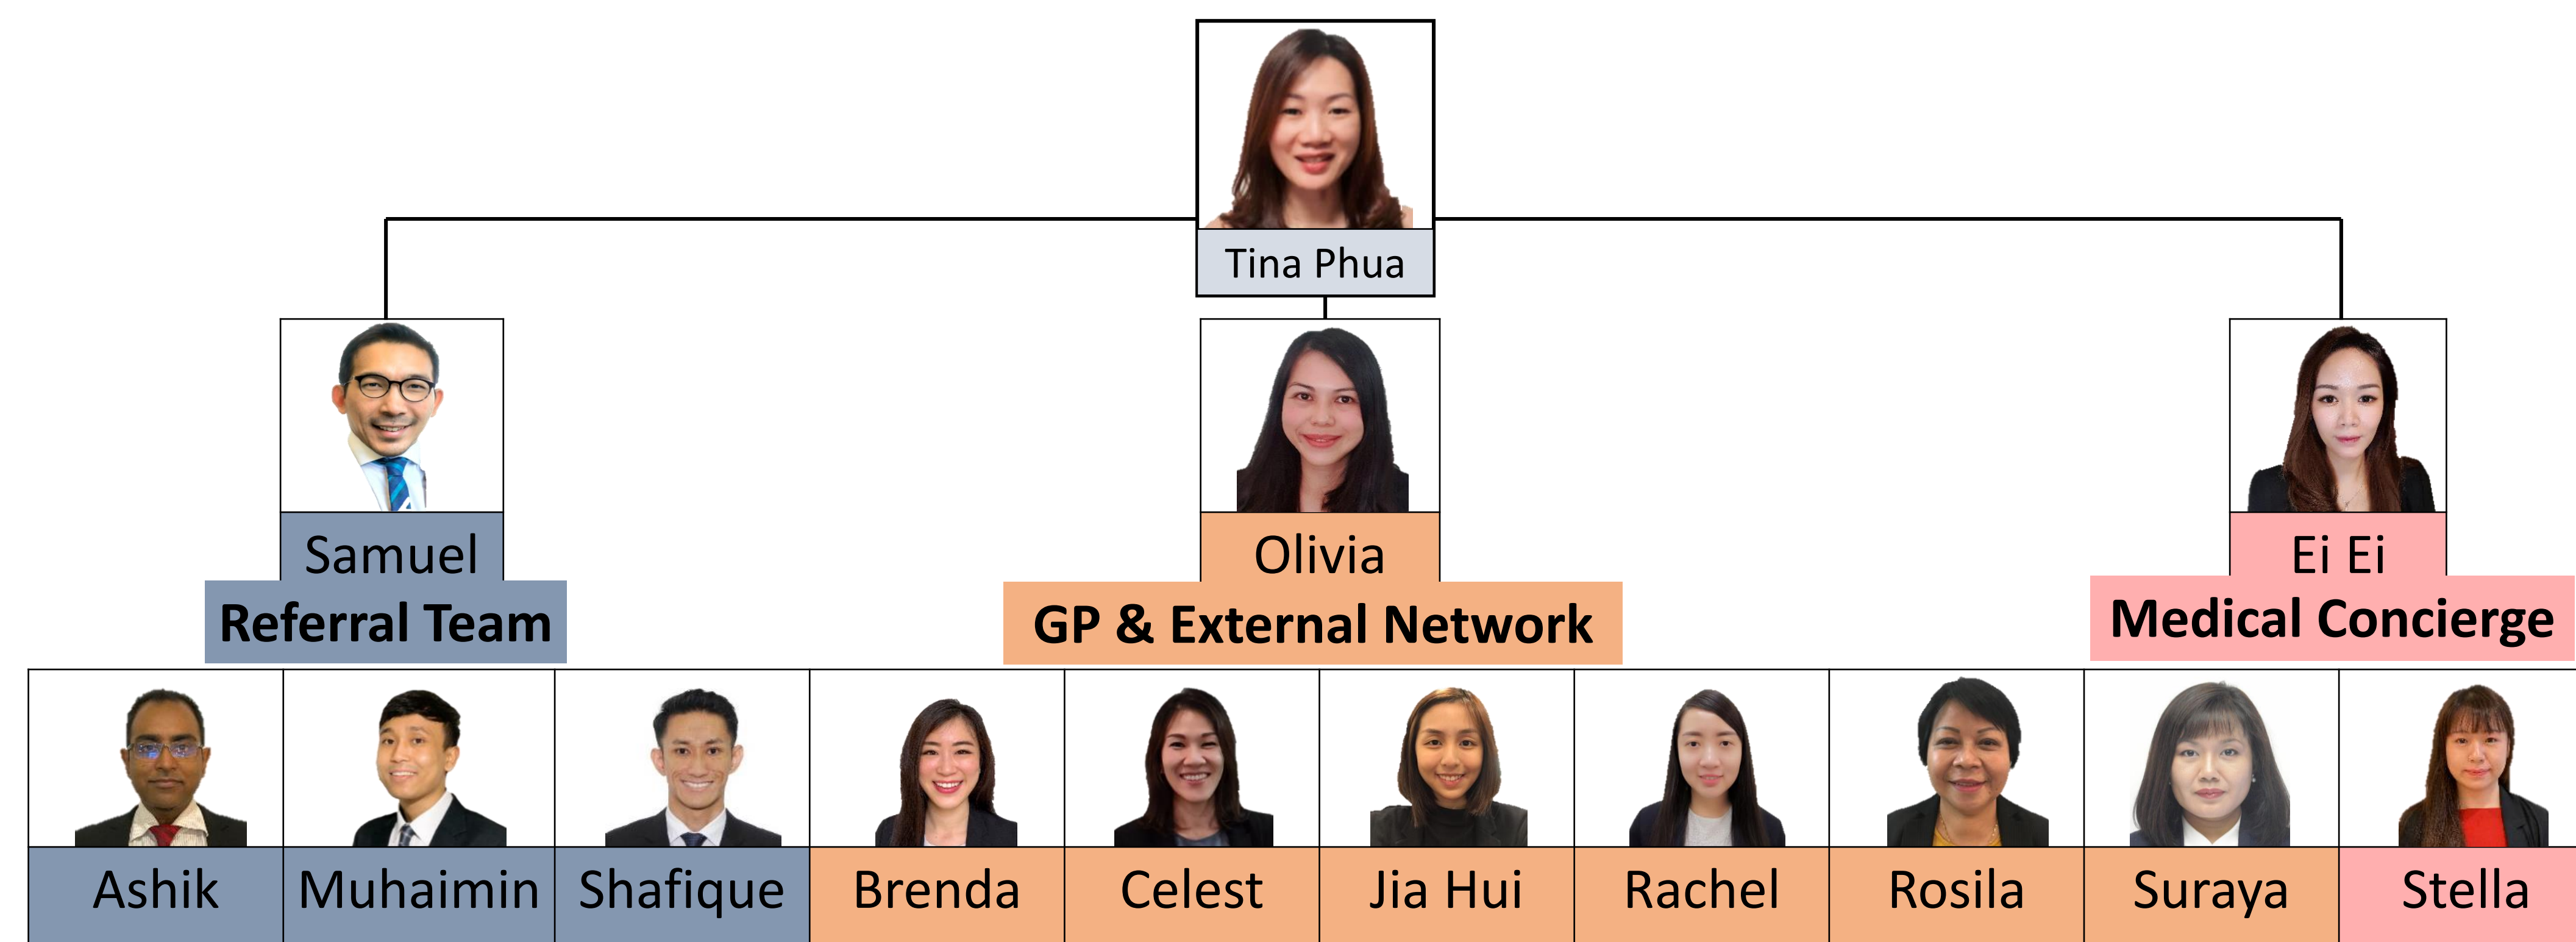 Tina Phua
Samuel
Olivia
Ei Ei
Referral Team
GP & External Network
Medical Concierge
Ashik
Muhaimin
Shafique
Brenda
Celest
Jia Hui
Rachel
Rosila
Suraya
Stella